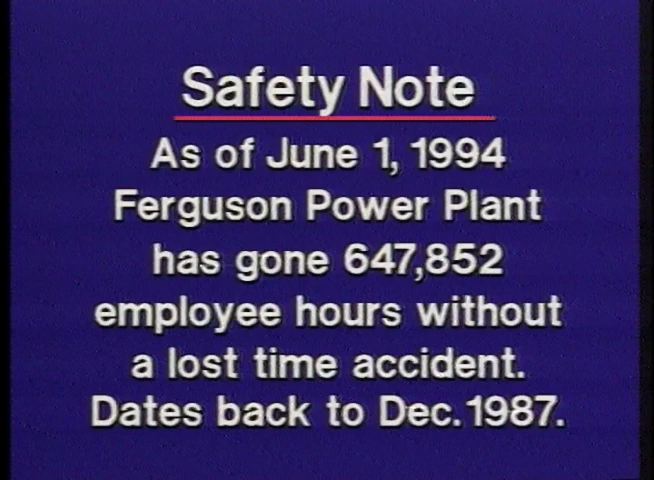 Safety Note
As of June 1, 1994
Ferguson Power Plant
has gone 647,852
employee hours without
a lost time accident.
Dates back to Dec. 1987.